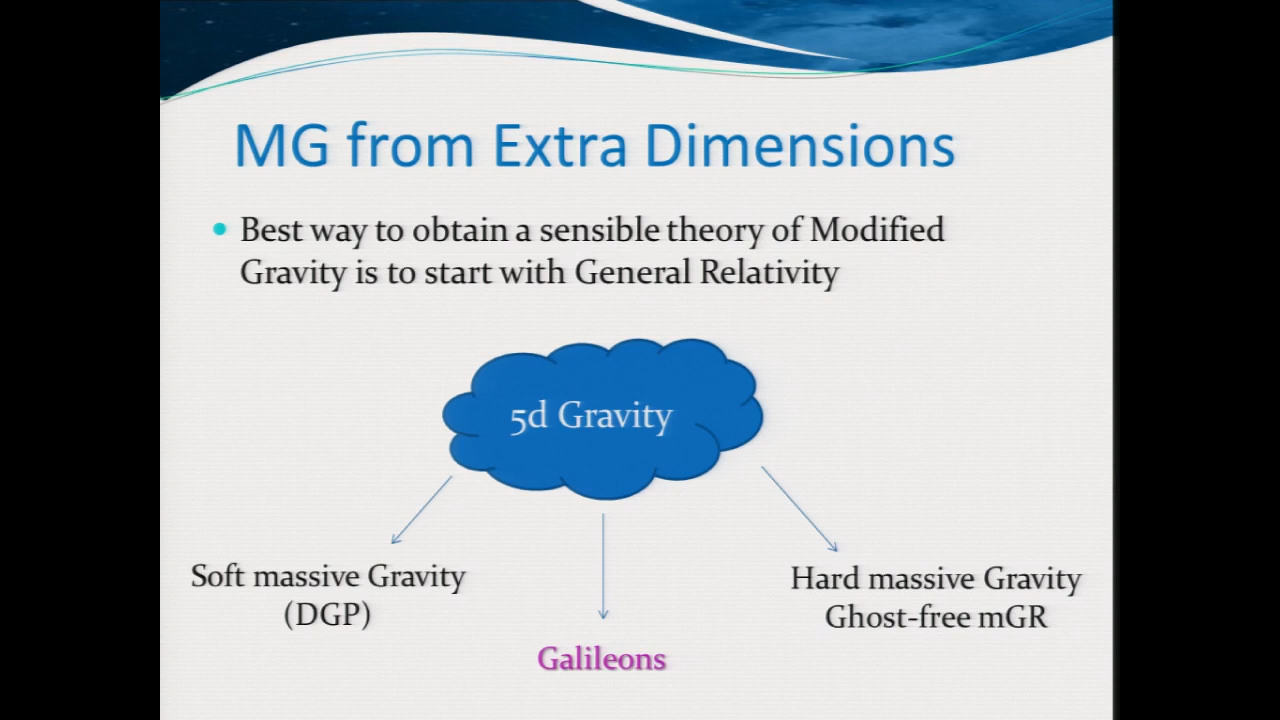 MG from Extra Dimensions
• Best way to obtain a sensible theory of Modified
Gravity is to start with General Relativity
5d Gravity
Soft massive Gravity
(DGP)
Galileons
Hard massive Gravity
Ghost-free mGR